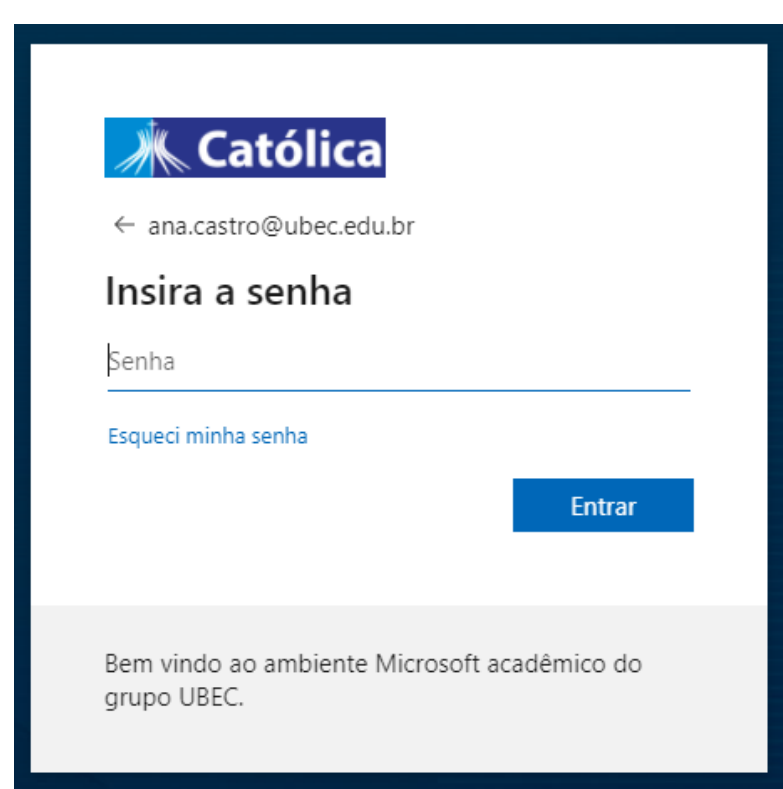 Católica
← ana.castro@ubec.edu.br
Insira a senha
Senha
Esqueci minha senha
Entrar
Bem vindo ao ambiente Microsoft acadêmico do
grupo UBEC.